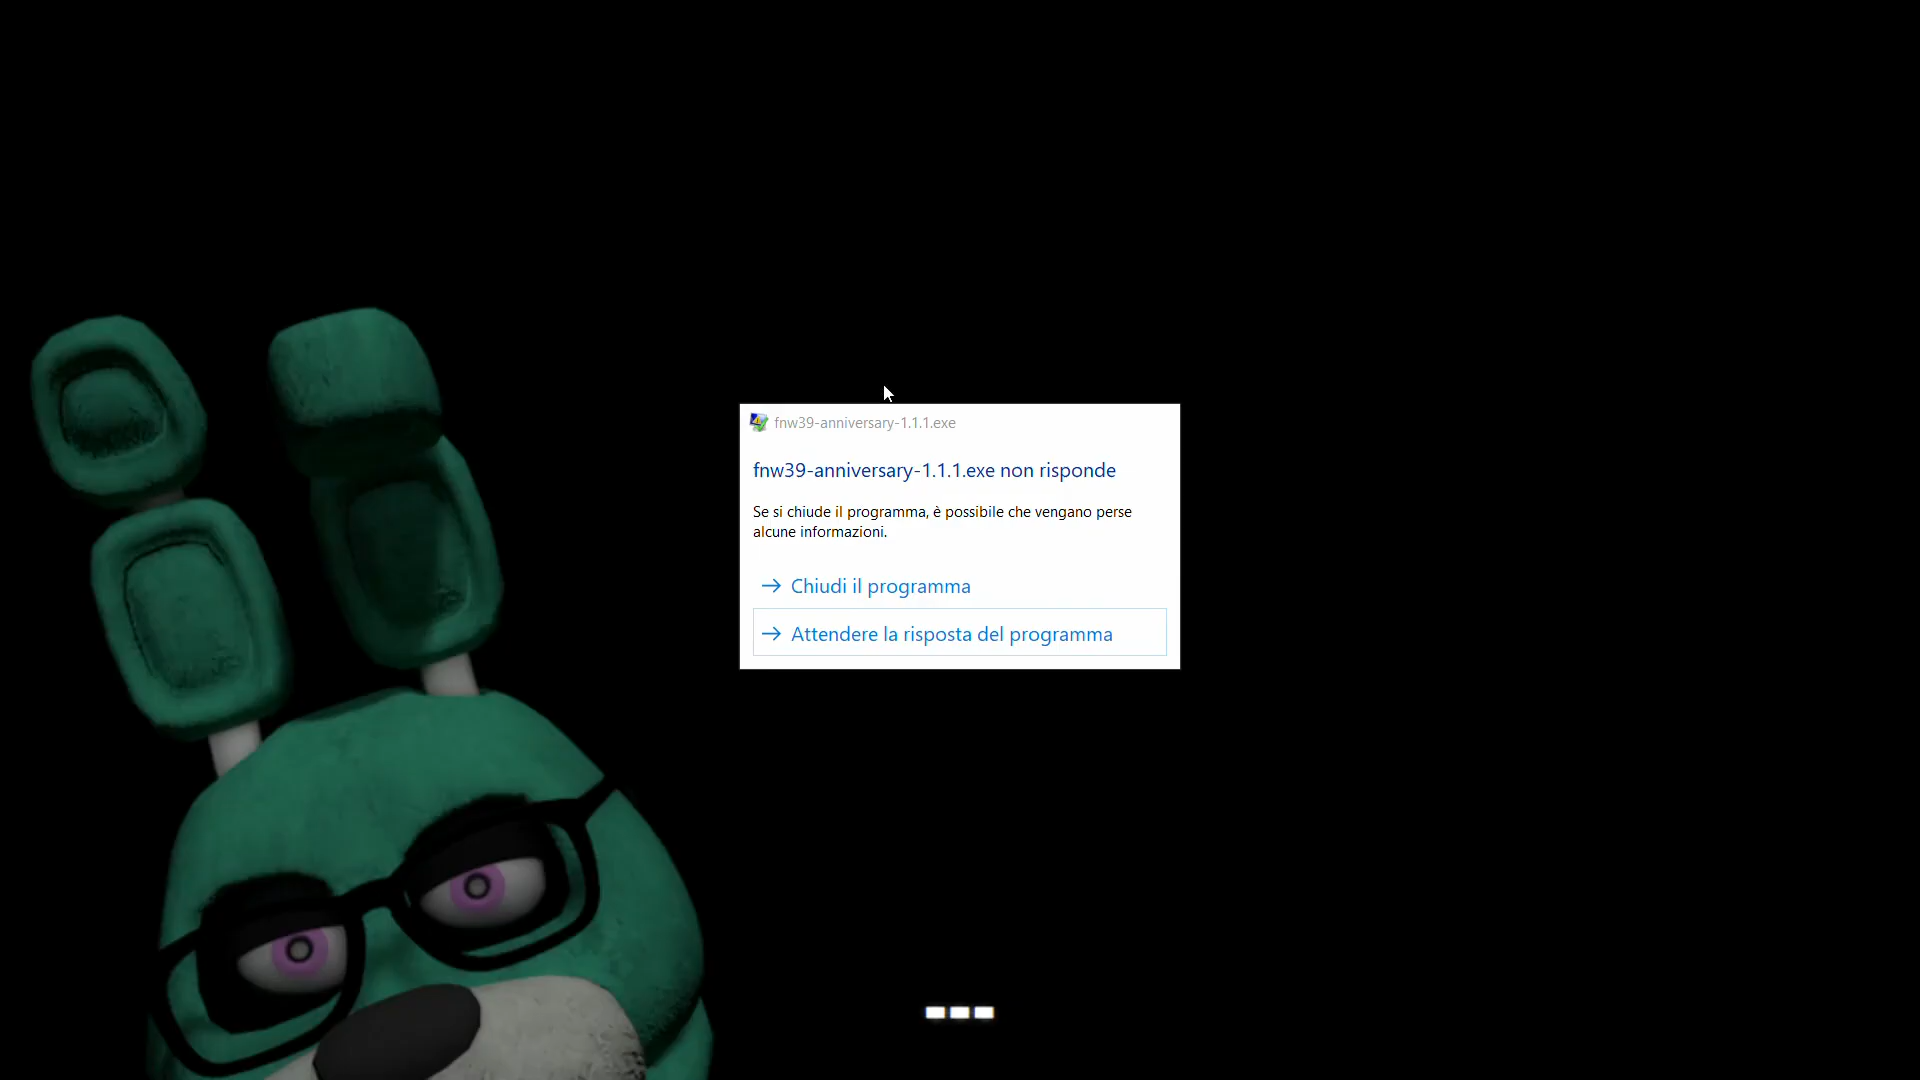 fnw39-anniversary-1.1.1.exe
fnw39-anniversary-1.1.1.exe non risponde
Se si chiude il programma, è possibile che vengano perse
alcune informazioni.
Chiudi il programma
Attendere la risposta del programma